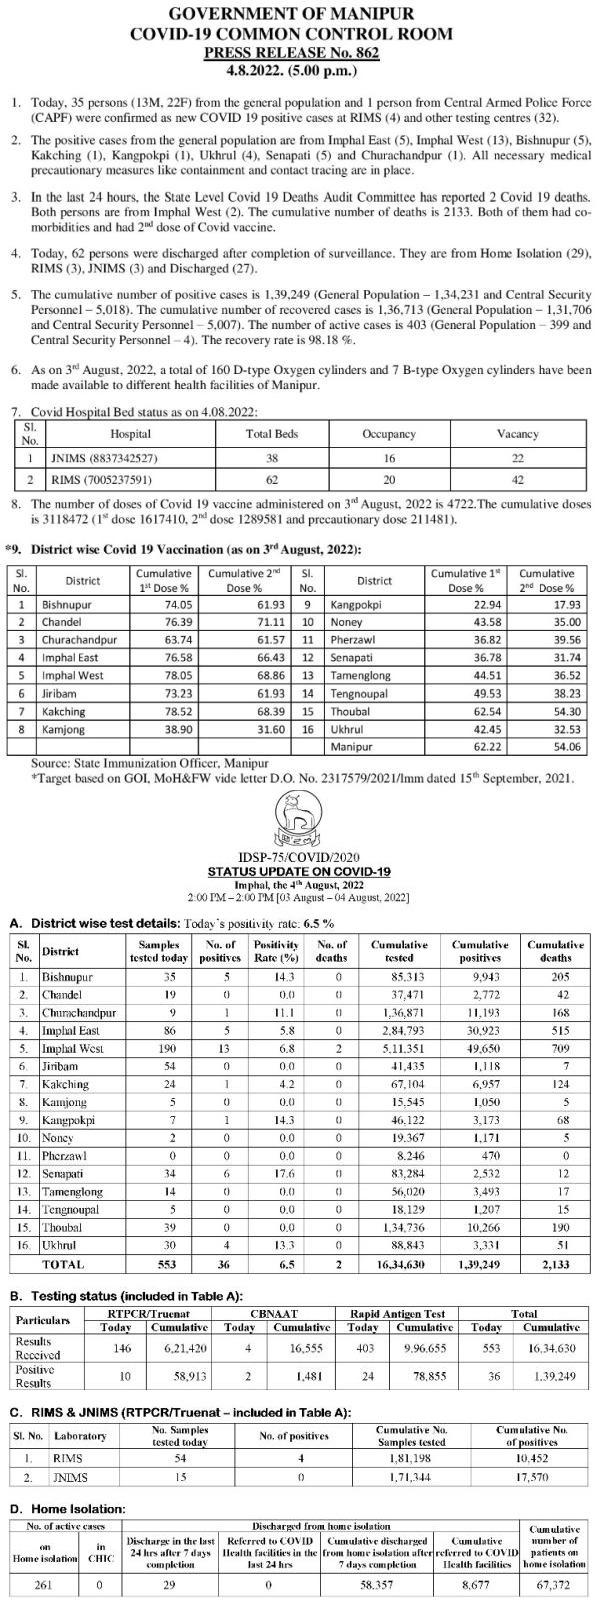 GOVERNMENT OF MANIPUR
COVID-19 COMMON CONTROL ROOM
PRESS RELEASE No. 862
4.8.2022. (5.00 p.m.)
1. Today, 35 persons (13M, 22F) from the general population and 1 person from Central Armed Police Force
(CAPF) were confirmed as new COVID 19 positive cases at RIMS (4) and other testing centres (32).
2. The positive cases from the general population are from Imphal East (5), Imphal West (13), Bishnupur (5),
Kakching (1), Kangpokpi (1), Ukhrul (4), Senapati (5) and Churachandpur (1). All necessary medical
precautionary measures like containment and contact tracing are in place.
3. In the last 24 hours, the State Level Covid 19 Deaths Audit Committee has reported 2 Covid 19 deaths.
Both persons are from Imphal West (2). The cumulative number of deaths is 2133. Both of them had co-
morbidities and had 2nd dose of Covid vaccine.
4. Today, 62 persons were discharged after completion of surveillance. They are from Home Isolation (29),
RIMS (3), JNIMS (3) and Discharged (27).
5. The cumulative number of positive cases is 1,39,249 (General Population – 1,34,231 and Central Security
Personnel – 5,018). The cumulative number of recovered cases is 1,36,713 (General Population – 1,31,706
and Central Security Personnel – 5,007). The number of active cases is 403 (General Population – 399 and
Central Security Personnel – 4). The recovery rate is 98.18 %.
6. As on 3rd August, 2022, a total of 160 D-type Oxygen cylinders and 7 B-type Oxygen cylinders have been
made available to different health facilities of Manipur.
7. Covid Hospital Bed status as on 4.08.2022:
Sl. No. Hospital Total Beds Occupancy Vacancy
1 JNIMS (8837342527) 38 16 22
2 RIMS (7005237591) 62 20 42
8. The number of doses of Covid 19 vaccine administered on 3rd August, 2022 is 4722.The cumulative doses
is 3118472 (1st dose 1617410, 2nd dose 1289581 and precautionary dose 211481).
*9. District wise Covid 19 Vaccination (as on 3rd August, 2022):
Sl. No. District Cumulative 1st Dose % Cumulative 2nd Dose % Sl. No. District Cumulative 1st Dose % Cumulative 2nd Dose %
1 Bishnupur 74.05 61.93 9 Kangpokpi 22.94 17.93
2 Chandel 76.39 71.11 10 Noney 43.58 35.00
3 Churachandpur 63.74 61.57 11 Pherzawl 36.82 39.56
4 Imphal East 76.58 66.43 12 Senapati 36.78 31.74
5 Imphal West 78.05 68.86 13 Tamenglong 44.51 36.52
6 Jiribam 73.23 61.93 14 Tengnoupal 49.53 38.23
7 Kakching 78.52 68.39 15 Thoubal 62.54 54.30
8 Kamjong 38.90 31.60 16 Ukhrul 42.45 32.53
Manipur 62.22 54.06
Source: State Immunization Officer, Manipur
*Target based on GOI, MoH&FW vide letter D.O. No. 2317579/2021/Imm dated 15th September, 2021.
IDSP-75/COVID/2020
STATUS UPDATE ON COVID-19
Imphal, the 4th August, 2022
2:00 PM – 2:00 PM [03 August – 04 August, 2022]
A. District wise test details: Today's positivity rate: 6.5 %
Sl. No. District Samples tested today No. of positives Positivity Rate (%) No. of deaths Cumulative tested Cumulative positives Cumulative deaths
1. Bishnupur 35 5 14.3 0 85,313 9,943 205
2. Chandel 19 0 0.0 0 37,471 2,772 42
3. Churachandpur 9 1 11.1 0 1,36,871 11,193 168
4. Imphal East 86 5 5.8 0 2,84,793 30,923 515
5. Imphal West 190 13 6.8 2 5,11,351 49,650 709
6. Jiribam 54 0 0.0 0 41,435 1,118 7
7. Kakching 24 1 4.2 0 67,104 6,957 124
8. Kamjong 5 0 0.0 0 15,545 1,050 5
9. Kangpokpi 7 1 14.3 0 46,122 3,173 68
10. Noney 2 0 0.0 0 19,367 1,171 5
11. Pherzawl 0 0 0.0 0 8,246 470 0
12. Senapati 34 6 17.6 0 83,284 2,532 12
13. Tamenglong 14 0 0.0 0 56,020 3,493 17
14. Tengnoupal 5 0 0.0 0 18,129 1,207 15
15. Thoubal 39 0 0.0 0 1,34,736 10,266 190
16. Ukhrul 30 4 13.3 0 88,843 3,331 51
TOTAL 553 36 6.5 2 16,34,630 1,39,249 2,133
B. Testing status (included in Table A):
Particulars RTPCR/Truenat CBNAAT Rapid Antigen Test Total
Today Cumulative Today Cumulative Today Cumulative Today Cumulative
Results Received 146 6,21,420 4 16,555 403 9,96,655 553 16,34,630
Positive Results 10 58,913 2 1,481 24 78,855 36 1,39,249
C. RIMS & JNIMS (RTPCR/Truenat – included in Table A):
Sl. No. Laboratory No. Samples tested today No. of positives Cumulative No. Samples tested Cumulative No. of positives
1. RIMS 54 4 1,81,198 10,452
2. JNIMS 15 0 1,71,344 17,570
D. Home Isolation:
No. of active cases Discharged from home isolation Cumulative number of patients on home isolation
on Home isolation in CHIC Discharge in the last 24 hrs after 7 days completion Referred to COVID Health facilities in the last 24 hrs Cumulative discharged from home isolation after 7 days completion Cumulative referred to COVID Health facilities
261 0 29 0 58,357 8,677 67,372